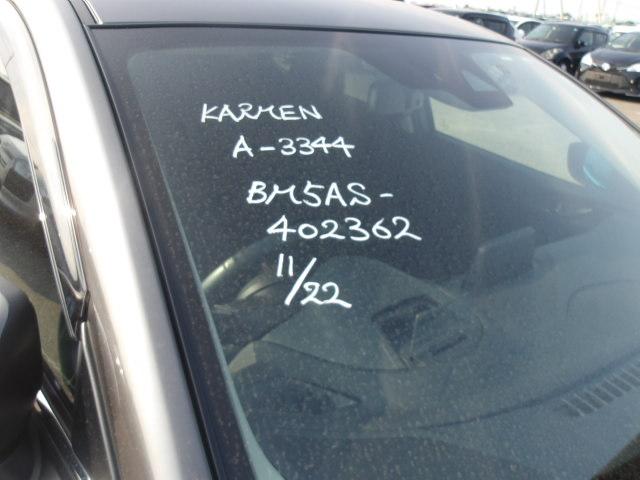 KARMEN
A-3344
BM5AS-
402362
11/22